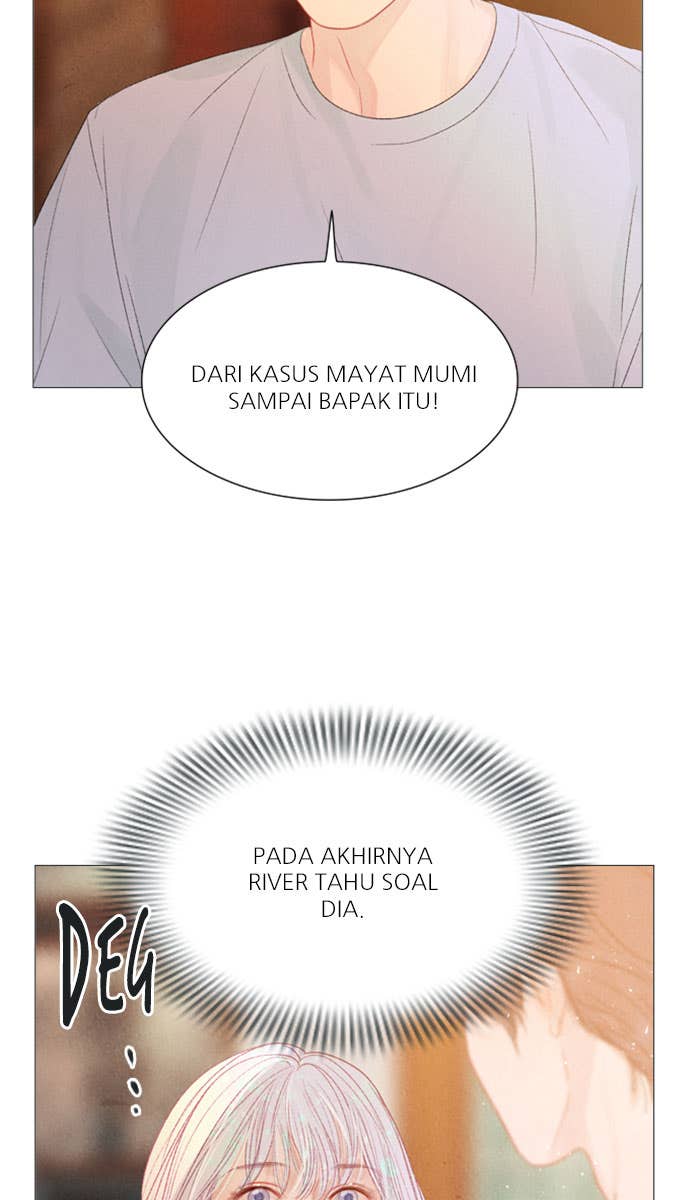 DARI KASUS MAYAT MUMI
SAMPAI BAPAK ITU!
PADA AKHIRNYA
RIVER TAHU SOAL
DIA.
DEG